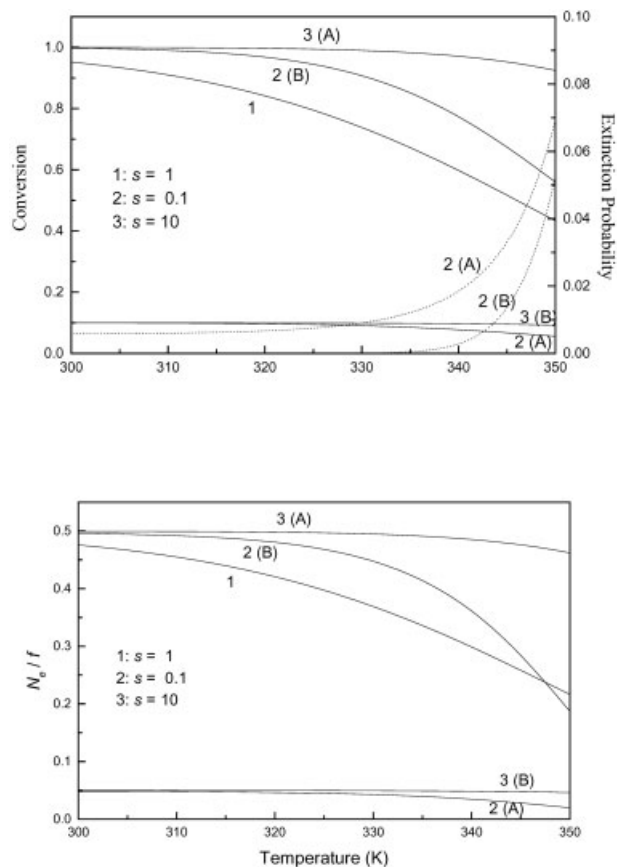 1.0
0.8
0.6
0.4
0.2
0.0
Conversion
0.10
0.08
0.06
0.04
0.02
0.00
Extinction Probability
3 (A)
2 (B)
1
1: s = 1
2: s = 0.1
3: s = 10
2 (A)
2 (B)
3 (B)
2 (A)
300 310 320 330 340 350
0.5
0.4
0.3
0.2
0.1
0.0
N_e / f
3 (A)
2 (B)
1
1: s = 1
2: s = 0.1
3: s = 10
3 (B)
2 (A)
300 310 320 330 340 350
Temperature (K)